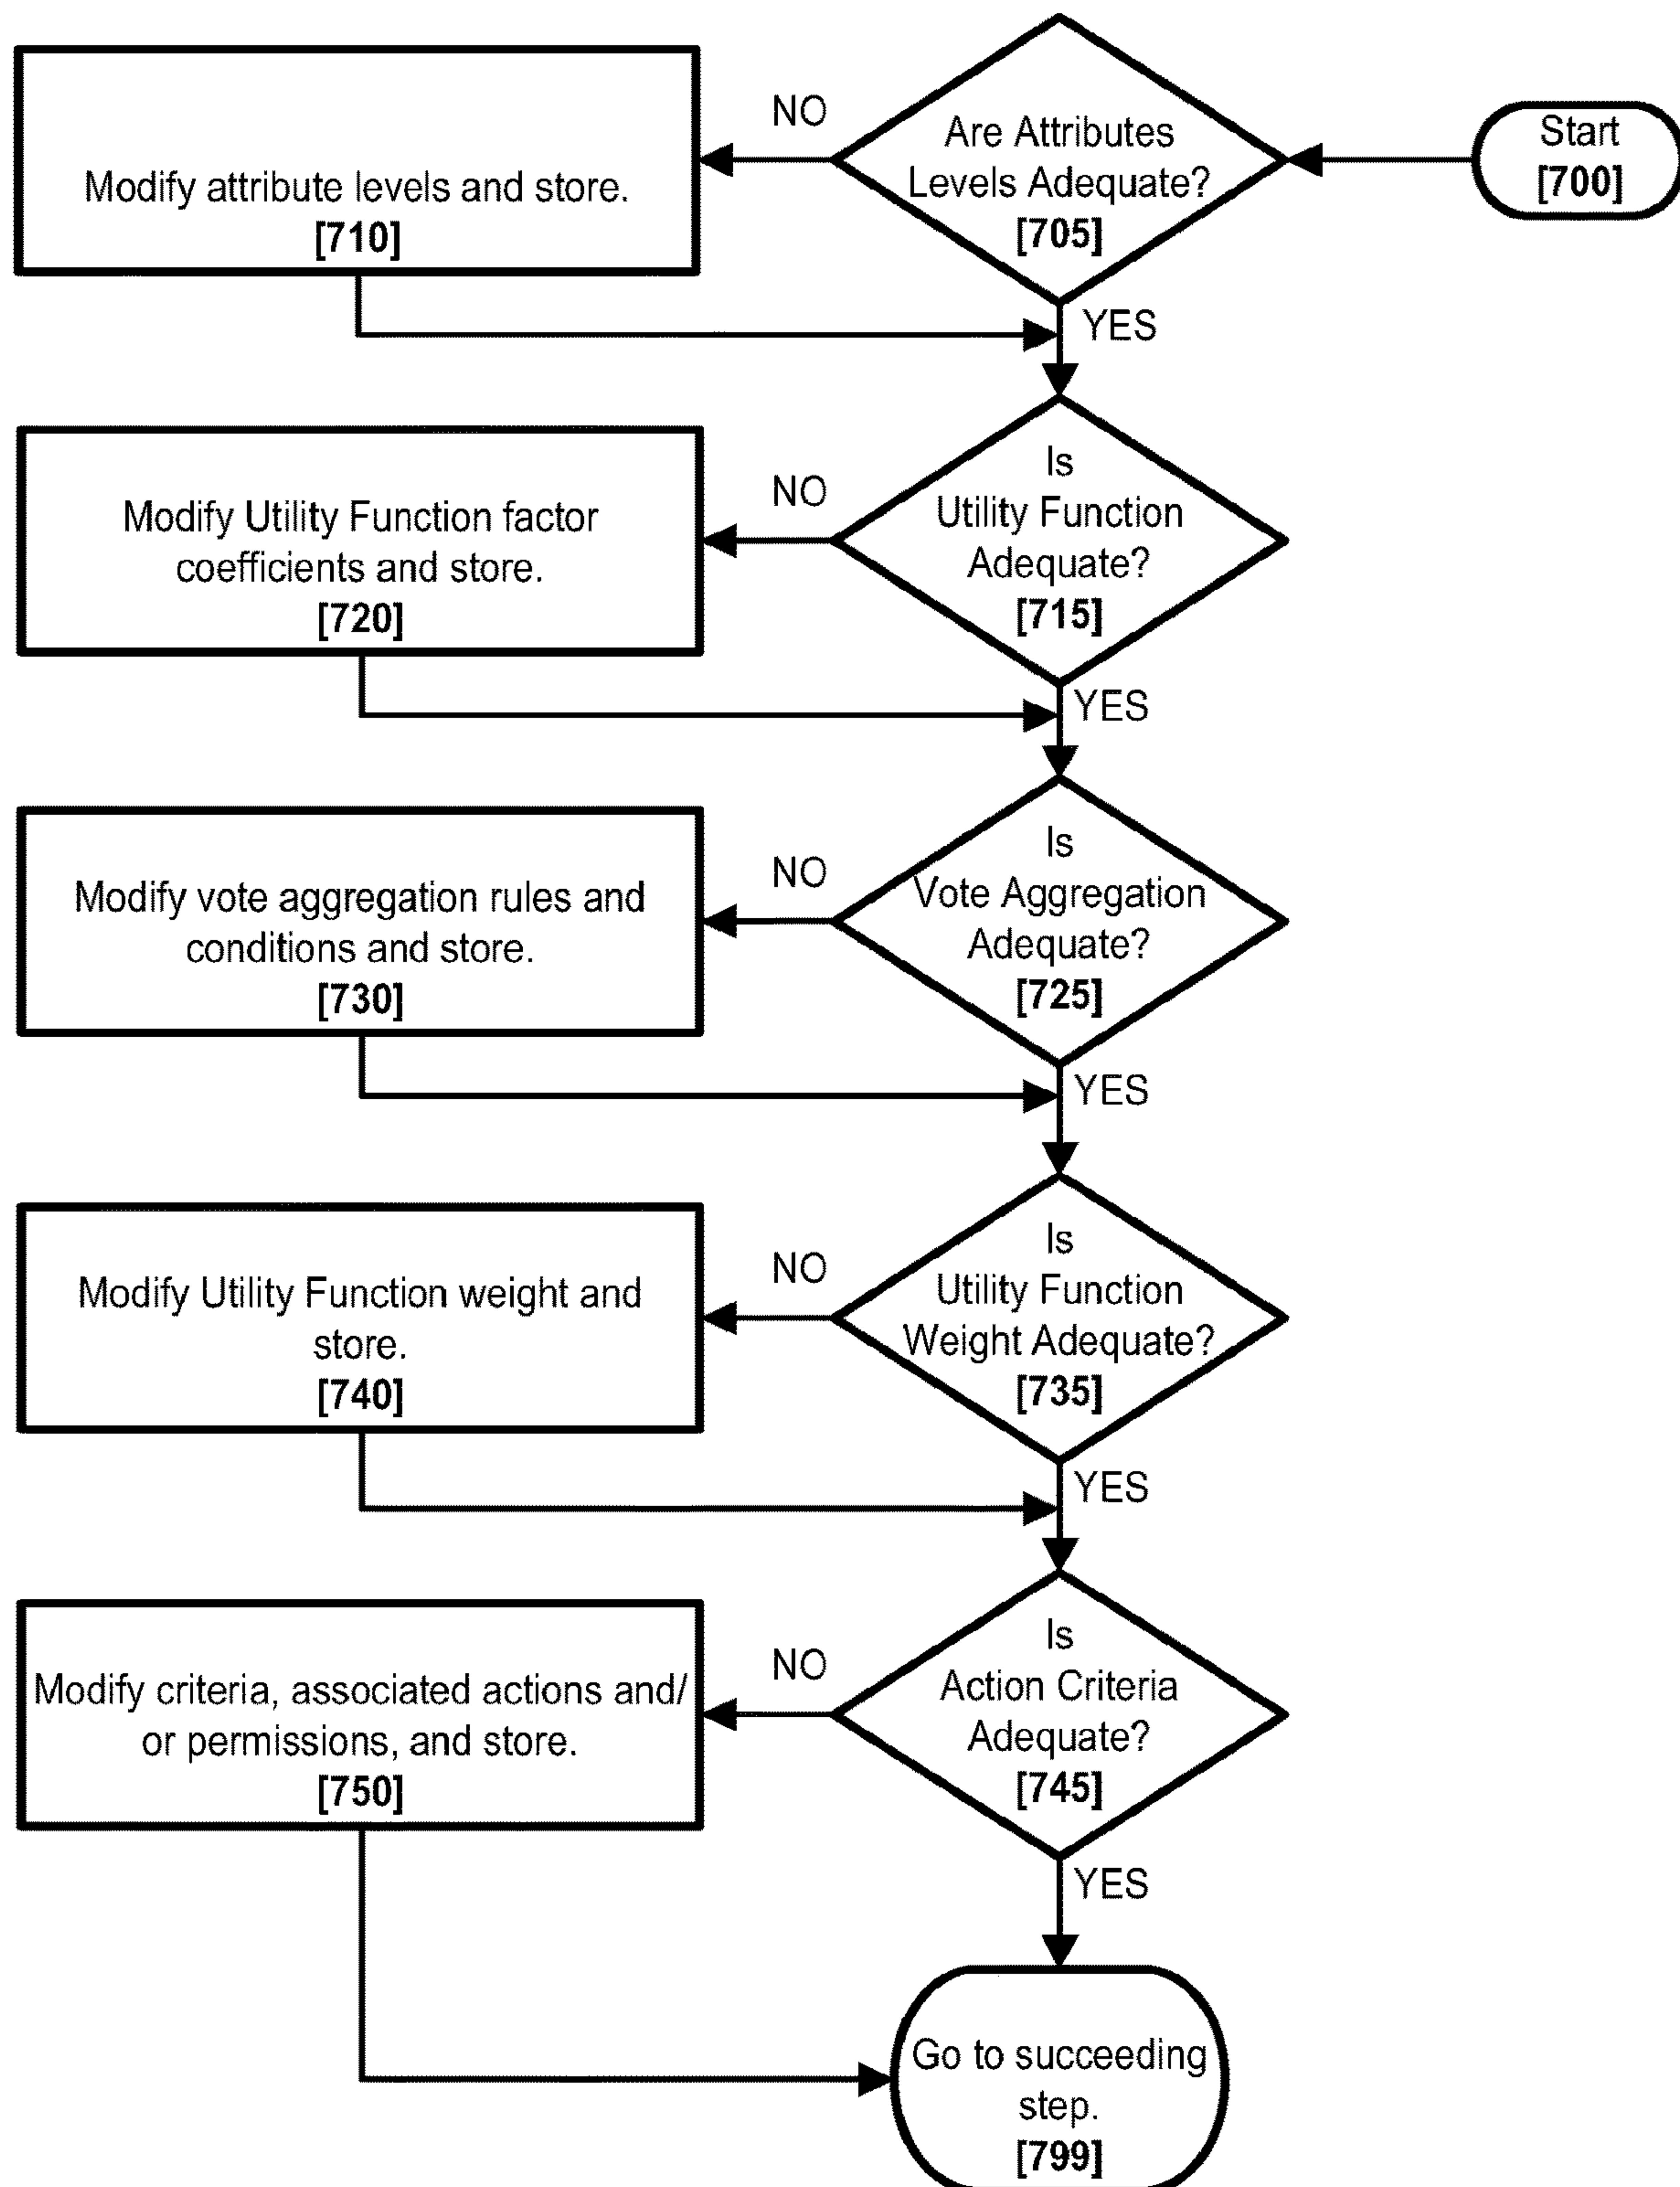 Start
[700]
Are Attributes
Levels Adequate?
[705]
NO
Modify attribute levels and store.
[710]
YES
Is
Utility Function
Adequate?
[715]
NO
Modify Utility Function factor
coefficients and store.
[720]
YES
Is
Vote Aggregation
Adequate?
[725]
NO
Modify vote aggregation rules and
conditions and store.
[730]
YES
Is
Utility Function
Weight Adequate?
[735]
NO
Modify Utility Function weight and
store.
[740]
YES
Is
Action Criteria
Adequate?
[745]
NO
Modify criteria, associated actions and/
or permissions, and store.
[750]
YES
Go to succeeding
step.
[799]